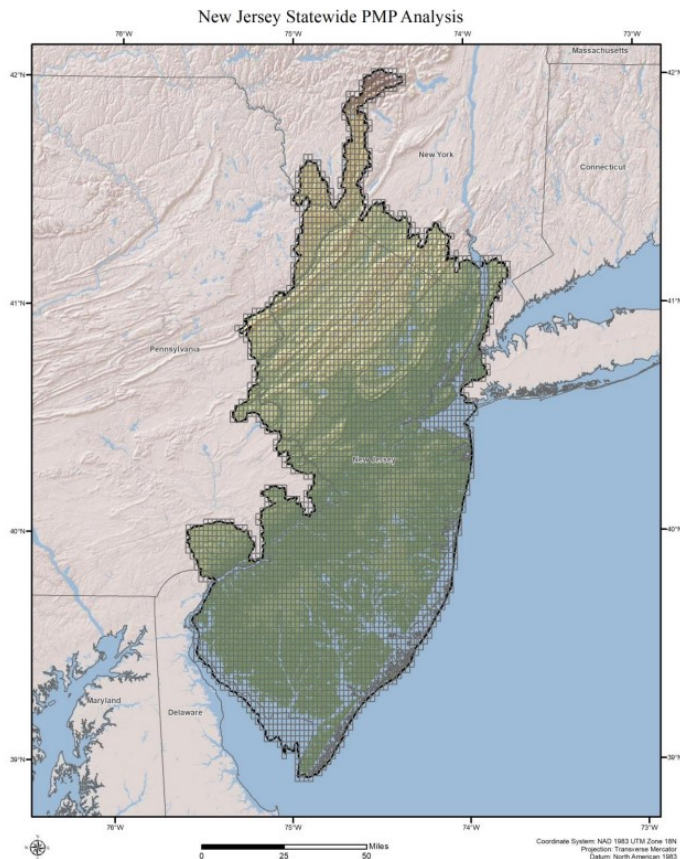 New Jersey Statewide PMP Analysis
76°W 75°W 74°W 73°W
Massachusetts
42°N 42°N
New York
Connecticut
41°N 41°N
Pennsylvania
New Jersey
40°N 40°N
Maryland
Delaware
39°N 39°N
76°W 75°W 74°W 73°W
Miles
0 25 50
Coordinate System: NAD 1983 UTM Zone 18N
Projection: Transverse Mercator
Datum: North American 1983